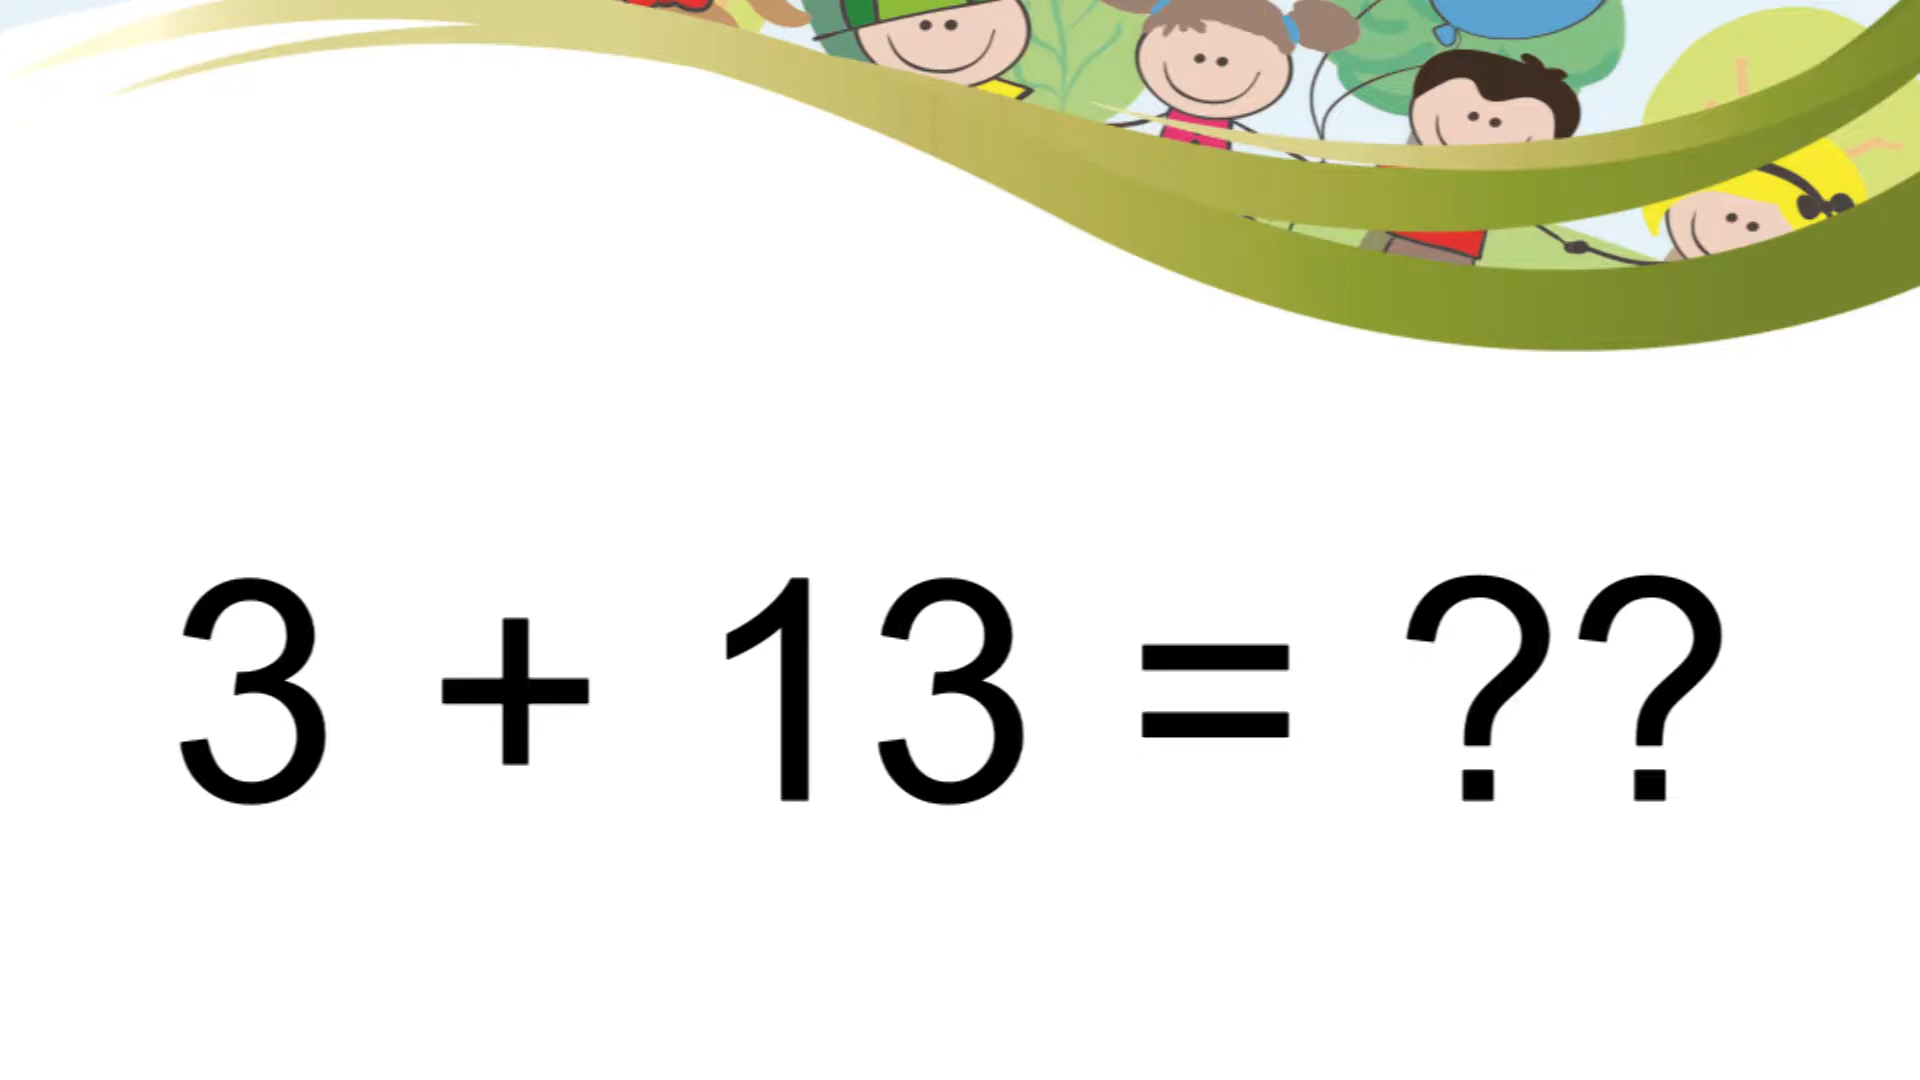 3 + 13 = ??